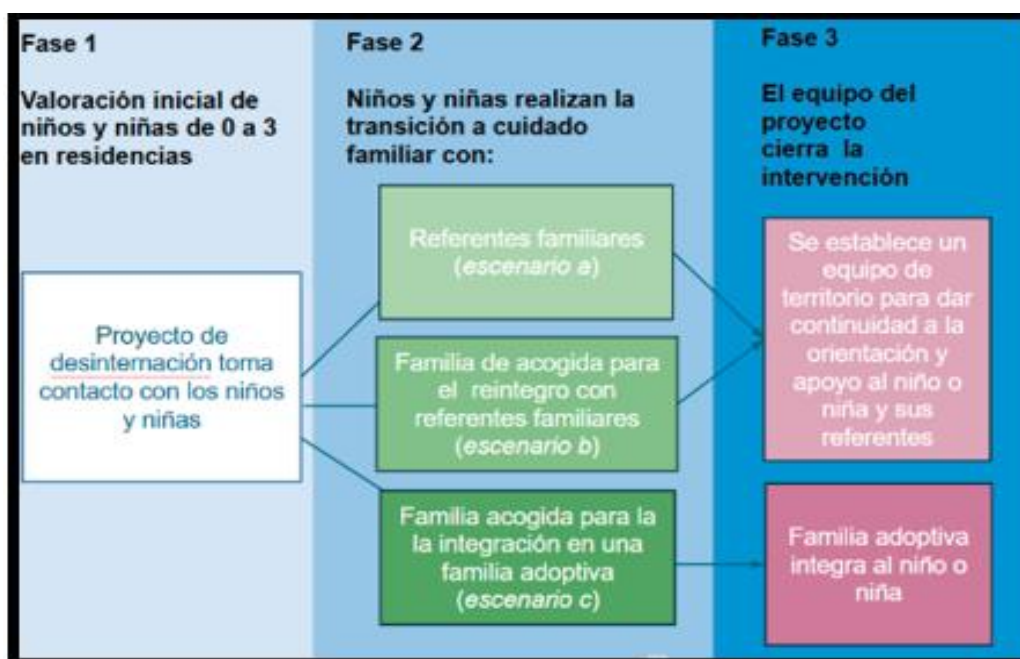 Fase 1
Valoración inicial de
niños y niñas de 0 a 3
en residencias
Proyecto de
desinternación toma
contacto con los niños
y niñas
Fase 2
Niños y niñas realizan la
transición a cuidado
familiar con:
Referentes familiares
(escenario a)
Familia de acogida para
el reintegro con
referentes familiares
(escenario b)
Familia acogida para la
la integración en una
familia adoptiva
(escenario c)
Fase 3
El equipo del
proyecto
cierra la
intervención
Se establece un
equipo de
territorio para dar
continuidad a la
orientación y
apoyo al niño o
niña y sus
referentes
Familia adoptiva
integra al niño o
niña